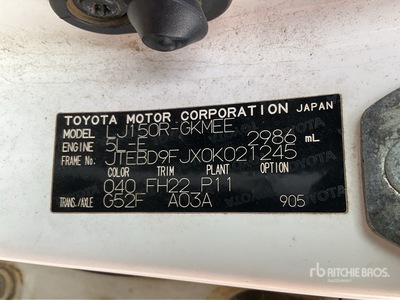 TOYOTA MOTOR CORPORATION JAPAN
MODEL LJ150R-GKMEE
ENGINE 5L-E 2986 mL
FRAME No. JTEBD9FJX0K021245
COLOR TRIM PLANT OPTION
040 FH22 P11
TRANS./AXLE G52F A03A 905
rb RITCHIE BROS